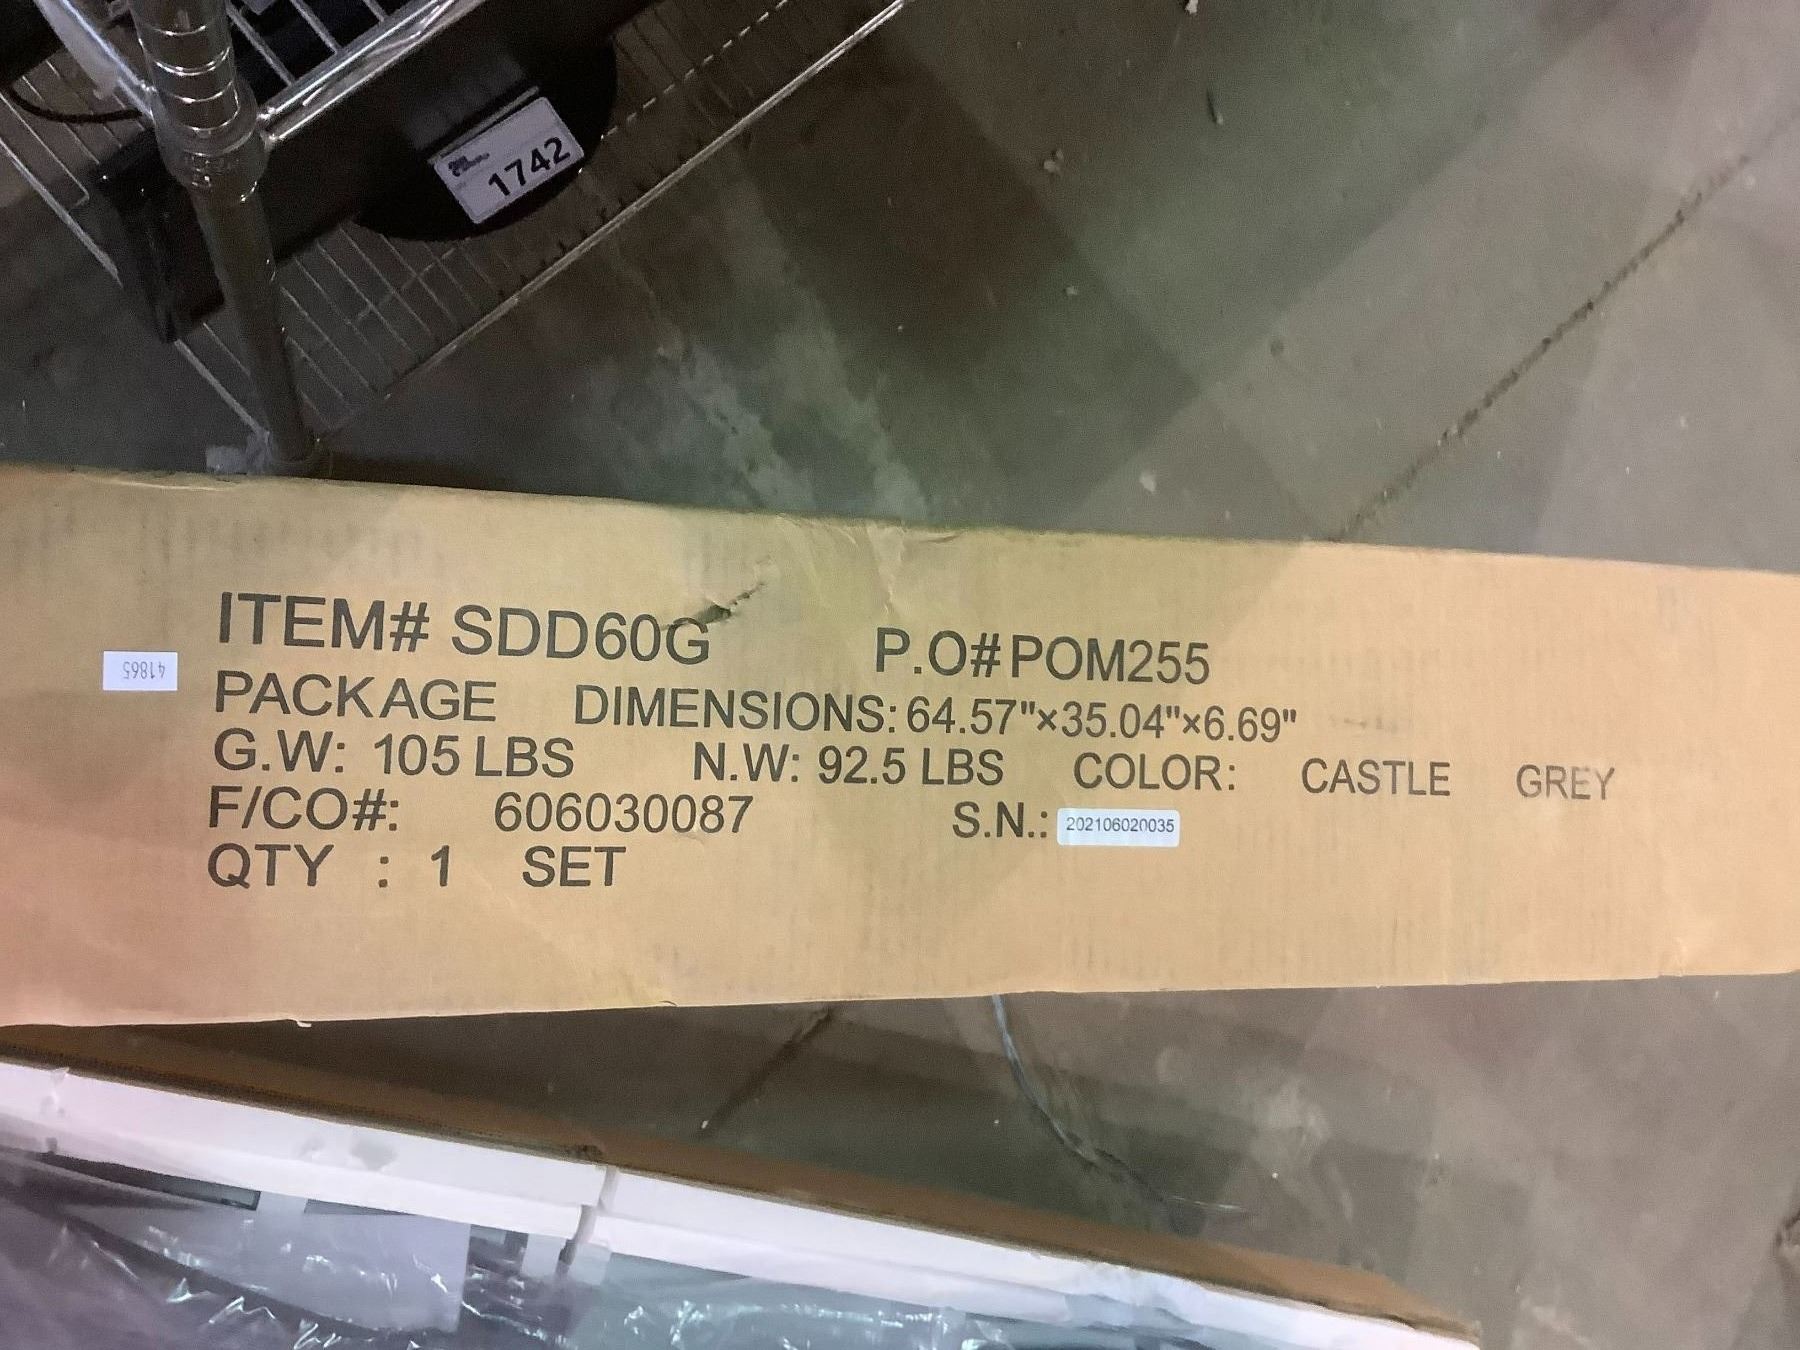 1742
ITEM# SDD60G P.O#POM255
41865
PACKAGE DIMENSIONS: 64.57"×35.04"×6.69"
G.W: 105 LBS N.W: 92.5 LBS COLOR: CASTLE GREY
F/CO#: 606030087 S.N.: 202106020035
QTY : 1 SET